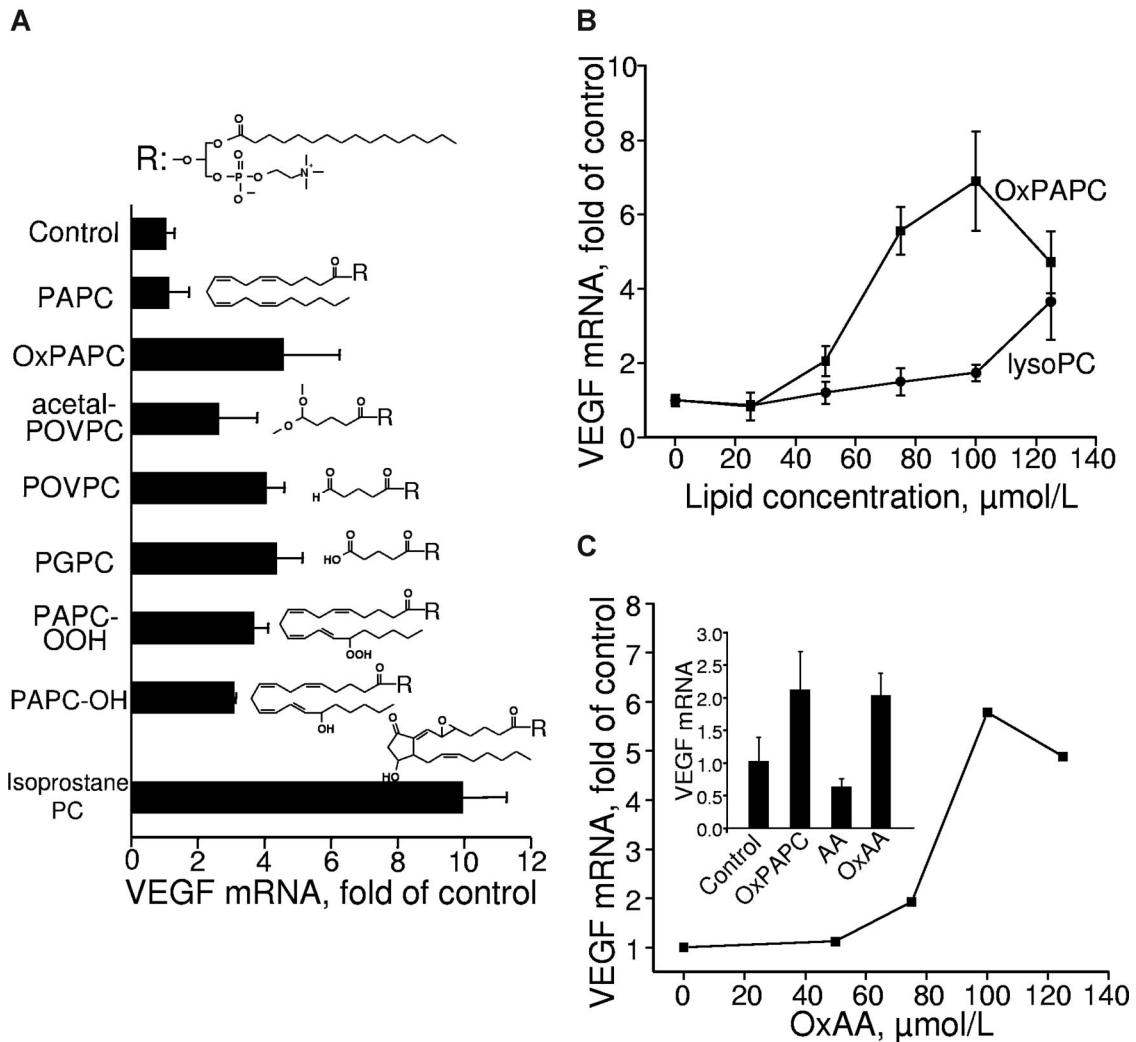 A
R:
O
O
O
O
O
P
O
O
N
+
−
Control
PAPC
O
R
OxPAPC
acetal-
POVPC
O
O
O
R
POVPC
O
H
O
R
PGPC
O
HO
O
R
PAPC-
OOH
O
R
OOH
PAPC-OH
O
R
OH
Isoprostane
PC
O
O
O
R
HO
0 2 4 6 8 10 12
VEGF mRNA, fold of control
B
VEGF mRNA, fold of control
10
8
6
4
2
0
OxPAPC
lysoPC
0 20 40 60 80 100 120 140
Lipid concentration, µmol/L
C
VEGF mRNA, fold of control
8
7
6
5
4
3
2
1
VEGF mRNA
3.0
2.5
2.0
1.5
1.0
0.5
0.0
Control
OxPAPC
AA
OxAA
0 20 40 60 80 100 120 140
OxAA, µmol/L